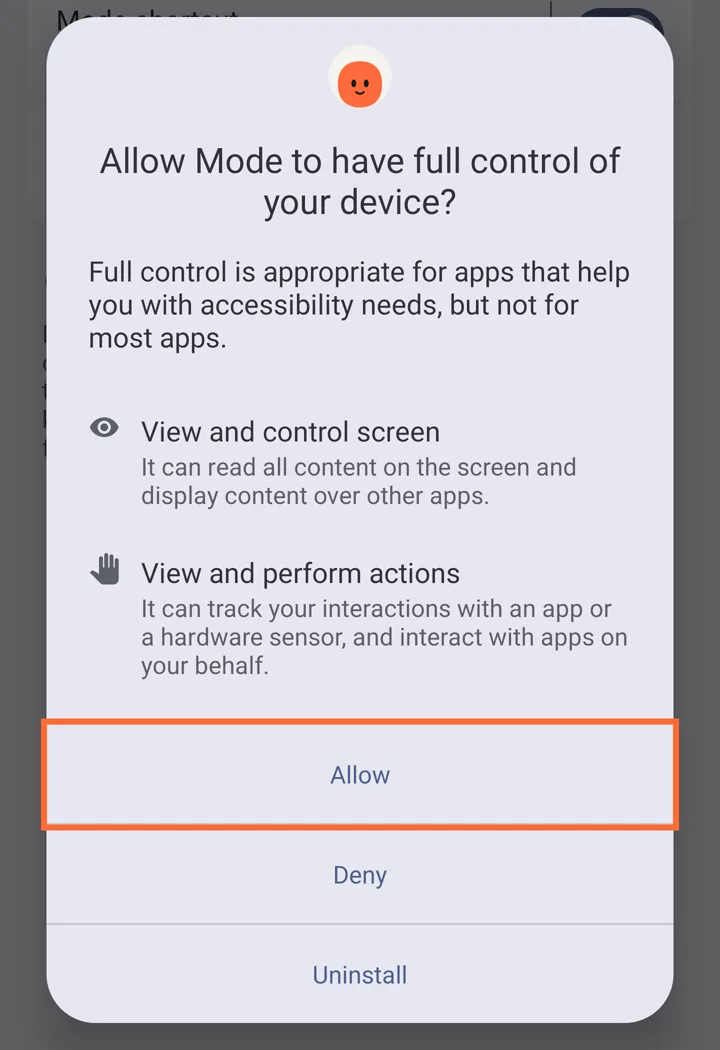 Mode shortcut
Allow Mode to have full control of
your device?
Full control is appropriate for apps that help
you with accessibility needs, but not for
most apps.
View and control screen
It can read all content on the screen and
display content over other apps.
View and perform actions
It can track your interactions with an app or
a hardware sensor, and interact with apps on
your behalf.
Allow
Deny
Uninstall